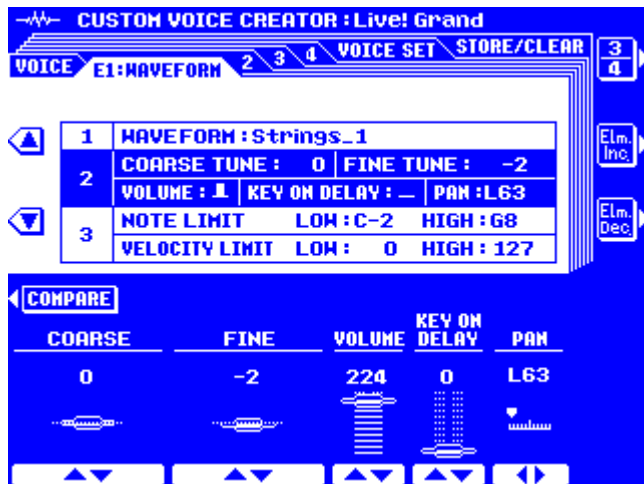 CUSTOM VOICE CREATOR :Live! Grand
VOICE E1:WAVEFORM 2 3 4 VOICE SET STORE/CLEAR 3/4
1 WAVEFORM :Strings_1
Elm. Inc.
2 COARSE TUNE : 0 FINE TUNE : -2
VOLUME : KEY ON DELAY : PAN :L63
3 NOTE LIMIT LOW :C-2 HIGH :G8
Elm. Dec.
VELOCITY LIMIT LOW : 0 HIGH : 127
COMPARE
COARSE FINE VOLUME KEY ON DELAY PAN
0 -2 224 0 L63